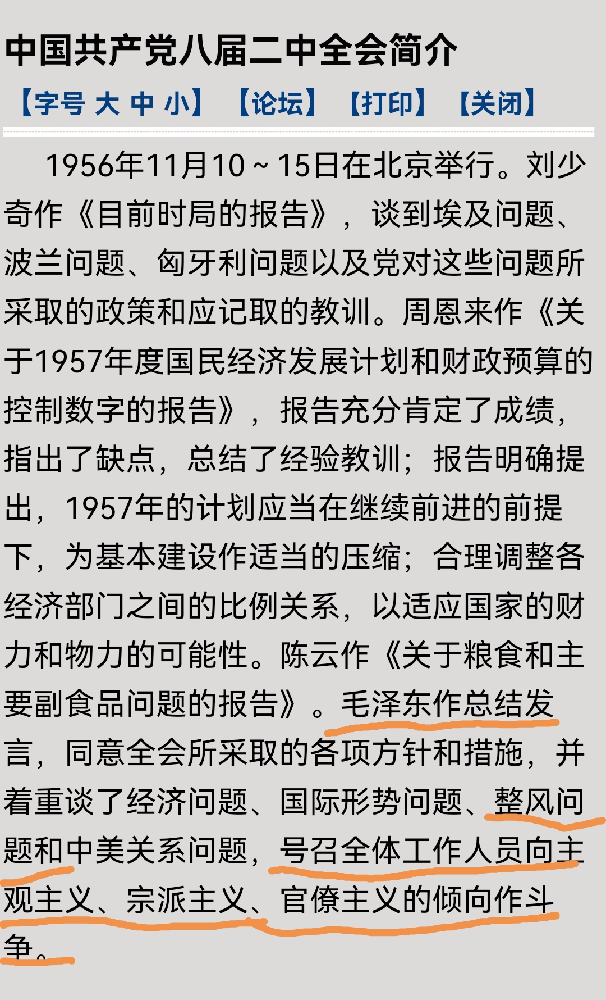 中国共产党八届二中全会简介
【字号 大 中 小】 【论坛】 【打印】 【关闭】
1956年11月10～15日在北京举行。刘少
奇作《目前时局的报告》，谈到埃及问题、
波兰问题、匈牙利问题以及党对这些问题所
采取的政策和应记取的教训。周恩来作《关
于1957年度国民经济发展计划和财政预算的
控制数字的报告》，报告充分肯定了成绩，
指出了缺点，总结了经验教训；报告明确提
出，1957年的计划应当在继续前进的前提
下，为基本建设作适当的压缩；合理调整各
经济部门之间的比例关系，以适应国家的财
力和物力的可能性。陈云作《关于粮食和主
要副食品问题的报告》。毛泽东作总结发
言，同意全会所采取的各项方针和措施，并
着重谈了经济问题、国际形势问题、整风问
题和中美关系问题，号召全体工作人员向主
观主义、宗派主义、官僚主义的倾向作斗
争。